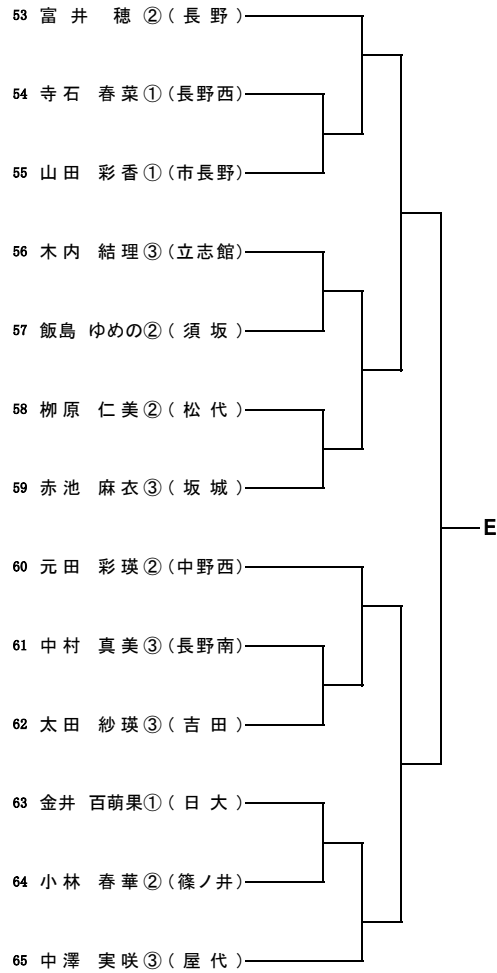 53 富井 穂②(長野)
54 寺石 春菜①(長野西)
55 山田 彩香①(市長野)
56 木内 結理③(立志館)
57 飯島 ゆめの②(須坂)
58 栁原 仁美②(松代)
59 赤池 麻衣③(坂城)
E
60 元田 彩瑛②(中野西)
61 中村 真美③(長野南)
62 太田 紗瑛③(吉田)
63 金井 百萌果①(日大)
64 小林 春華②(篠ノ井)
65 中澤 実咲③(屋代)